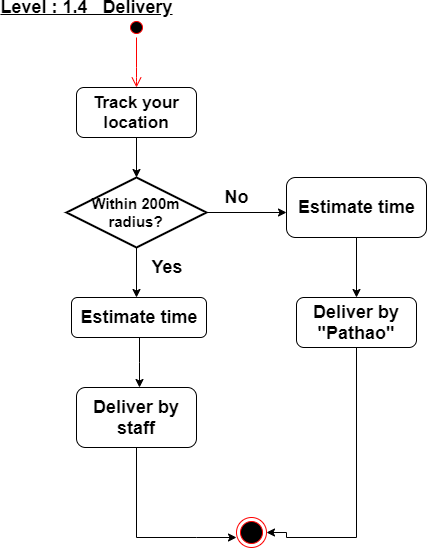 Level : 1.4 Delivery
Track your
location
Within 200m
radius?
No
Estimate time
Yes
Estimate time
Deliver by
"Pathao"
Deliver by
staff